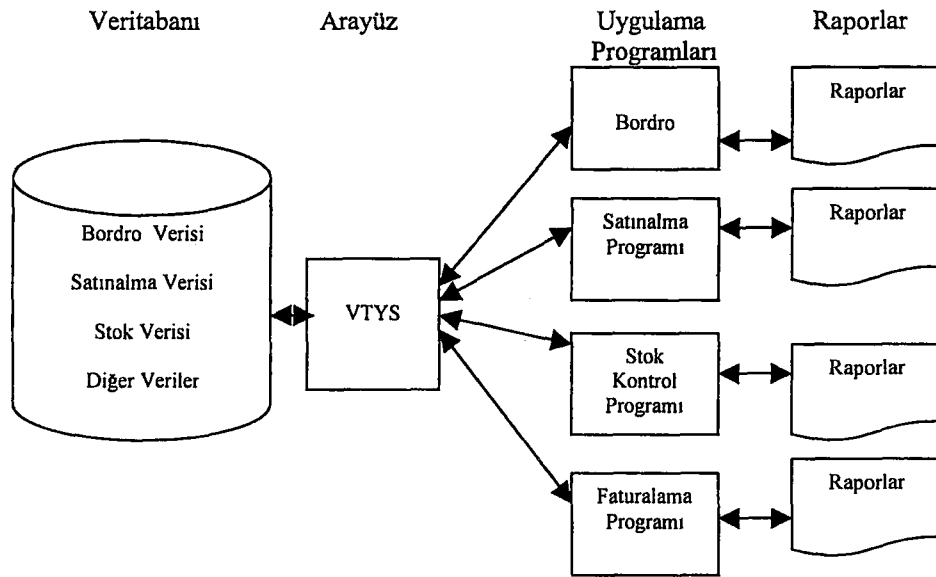 Veritabanı
Arayüz
Uygulama
Programları
Raporlar
Bordro Verisi
Satınalma Verisi
Stok Verisi
Diğer Veriler
VTYS
Bordro
Raporlar
Satınalma
Programı
Raporlar
Stok
Kontrol
Programı
Raporlar
Faturalama
Programı
Raporlar